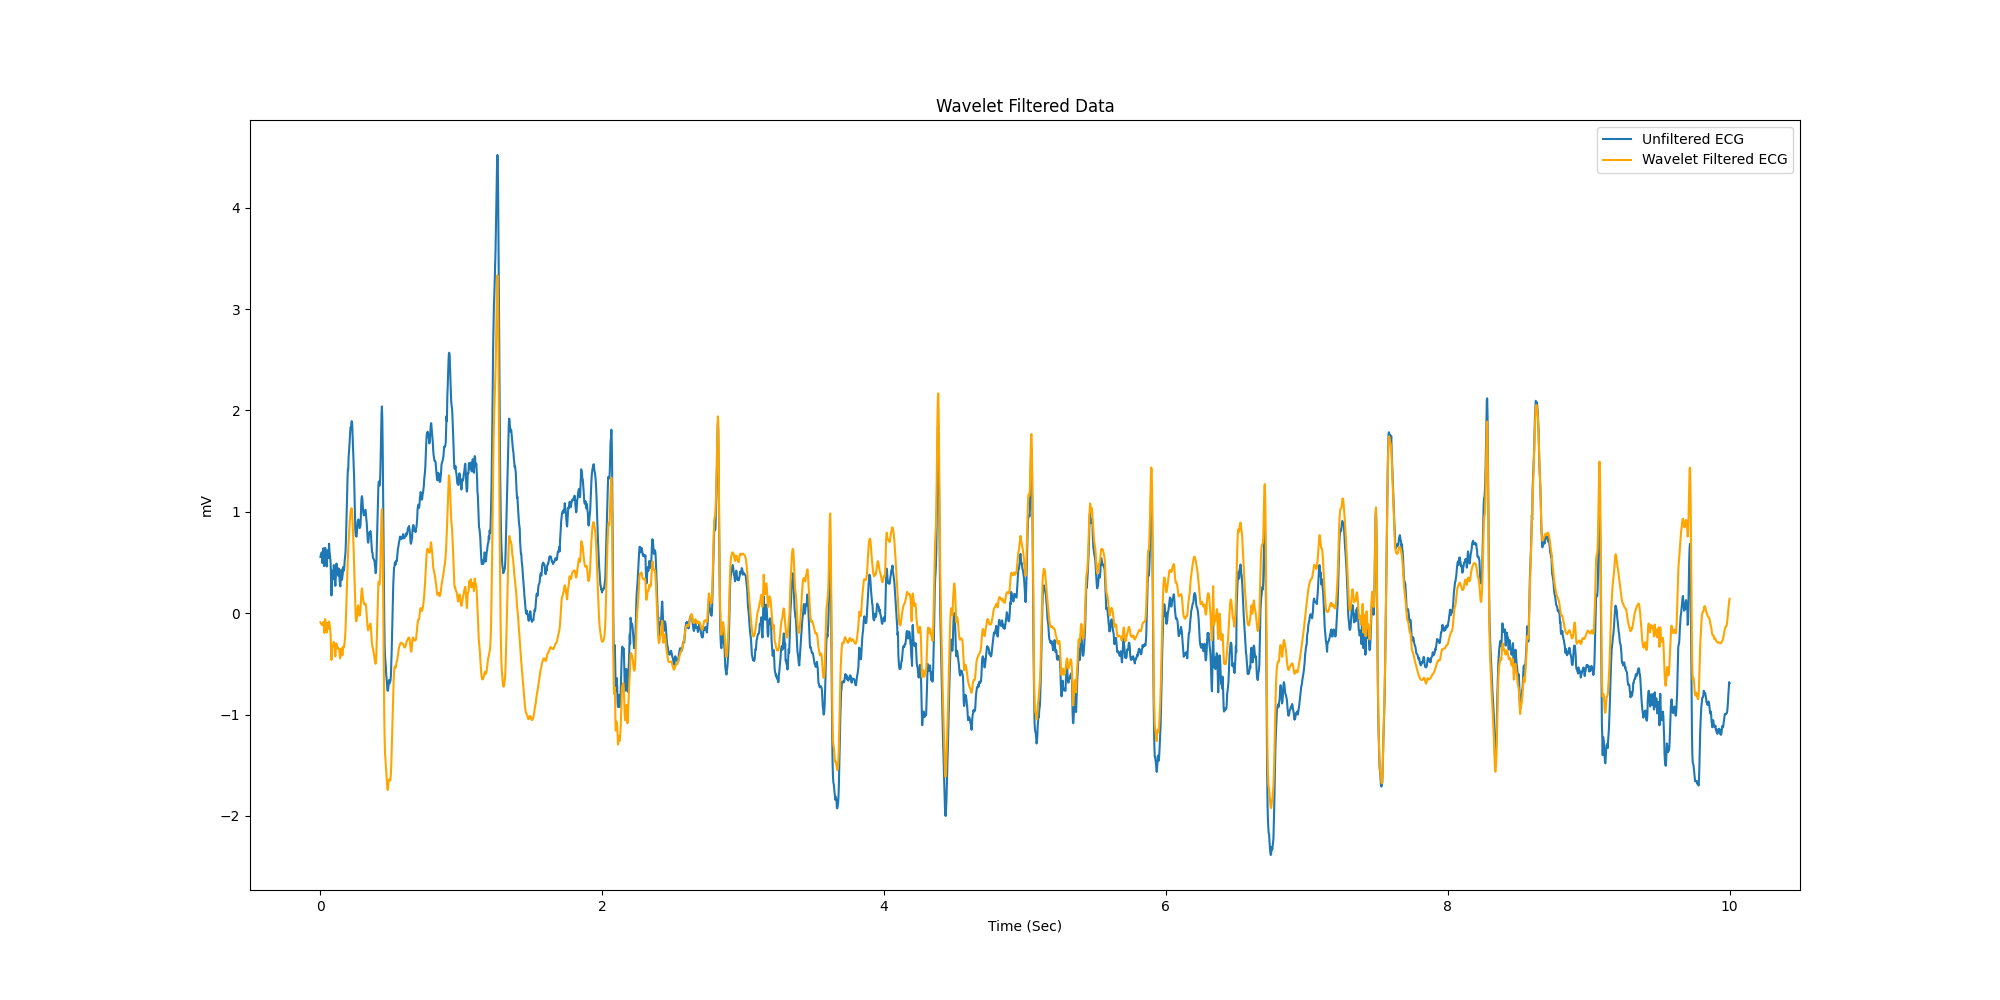 Wavelet Filtered Data
Unfiltered ECG
Wavelet Filtered ECG
4
3
2
1
0
−1
−2
mV
0 2 4 6 8 10
Time (Sec)